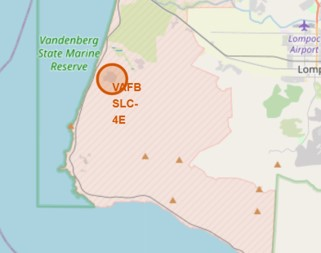 Vandenberg
State Marine
Reserve
Lompoc
Airport
Lomp
VAFB
SLC-
4E